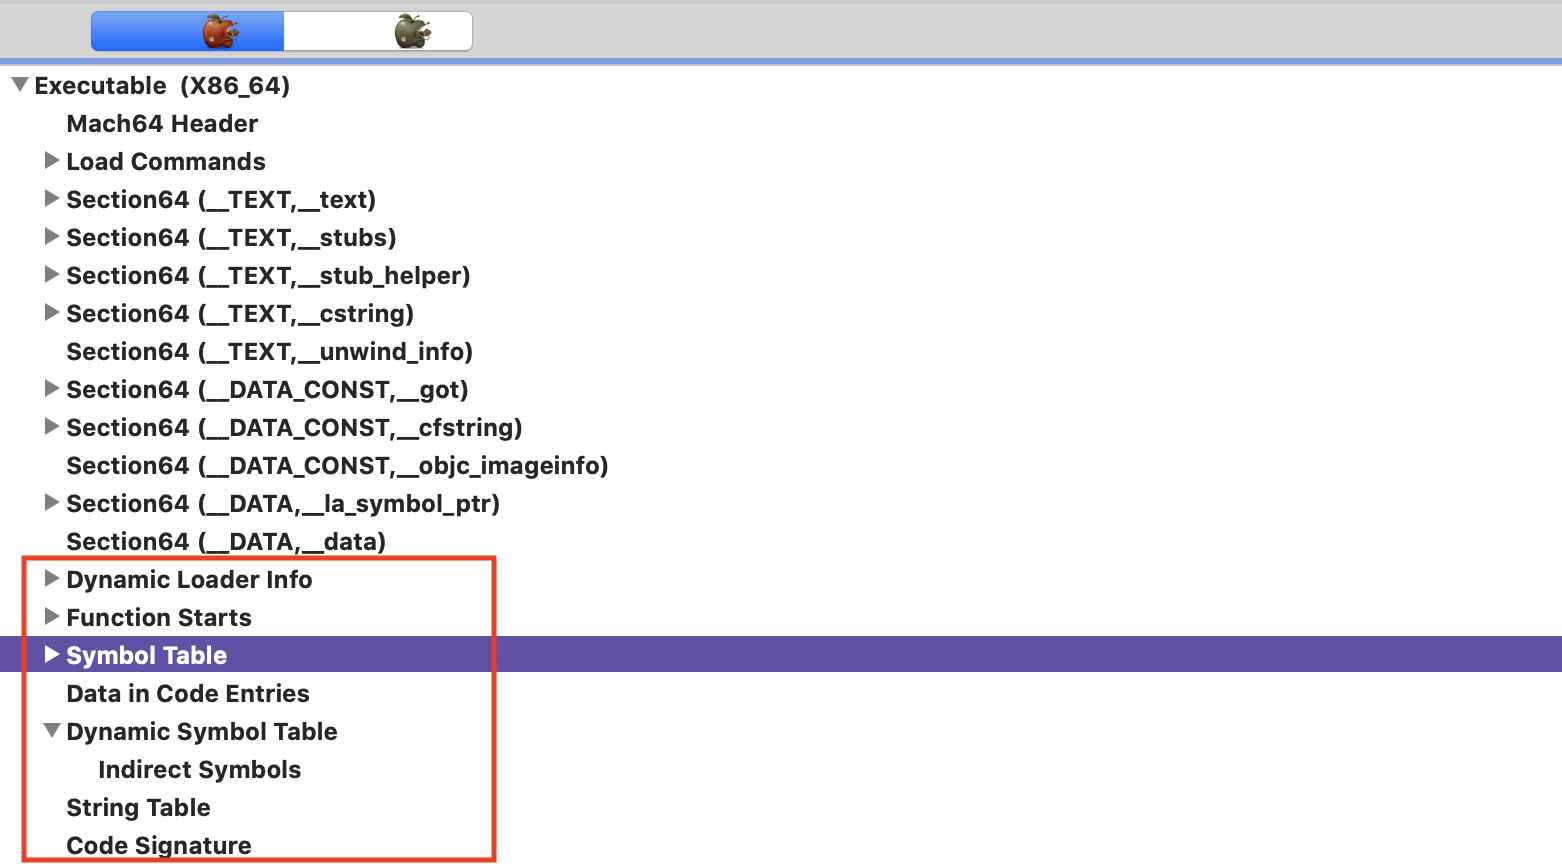 Executable  (X86_64)
Mach64 Header
Load Commands
Section64 (__TEXT,__text)
Section64 (__TEXT,__stubs)
Section64 (__TEXT,__stub_helper)
Section64 (__TEXT,__cstring)
Section64 (__TEXT,__unwind_info)
Section64 (__DATA_CONST,__got)
Section64 (__DATA_CONST,__cfstring)
Section64 (__DATA_CONST,__objc_imageinfo)
Section64 (__DATA,__la_symbol_ptr)
Section64 (__DATA,__data)
Dynamic Loader Info
Function Starts
Symbol Table
Data in Code Entries
Dynamic Symbol Table
Indirect Symbols
String Table
Code Signature